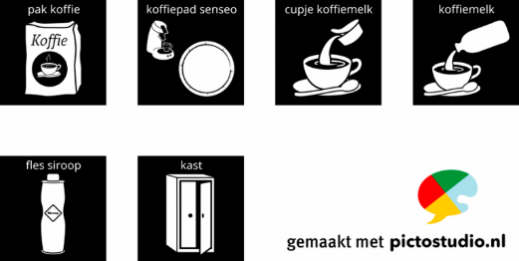 pak koffie
koffiepad senseo
cupje koffiemelk
koffiemelk
Koffie
fles siroop
kast
gemaakt met pictostudio.nl